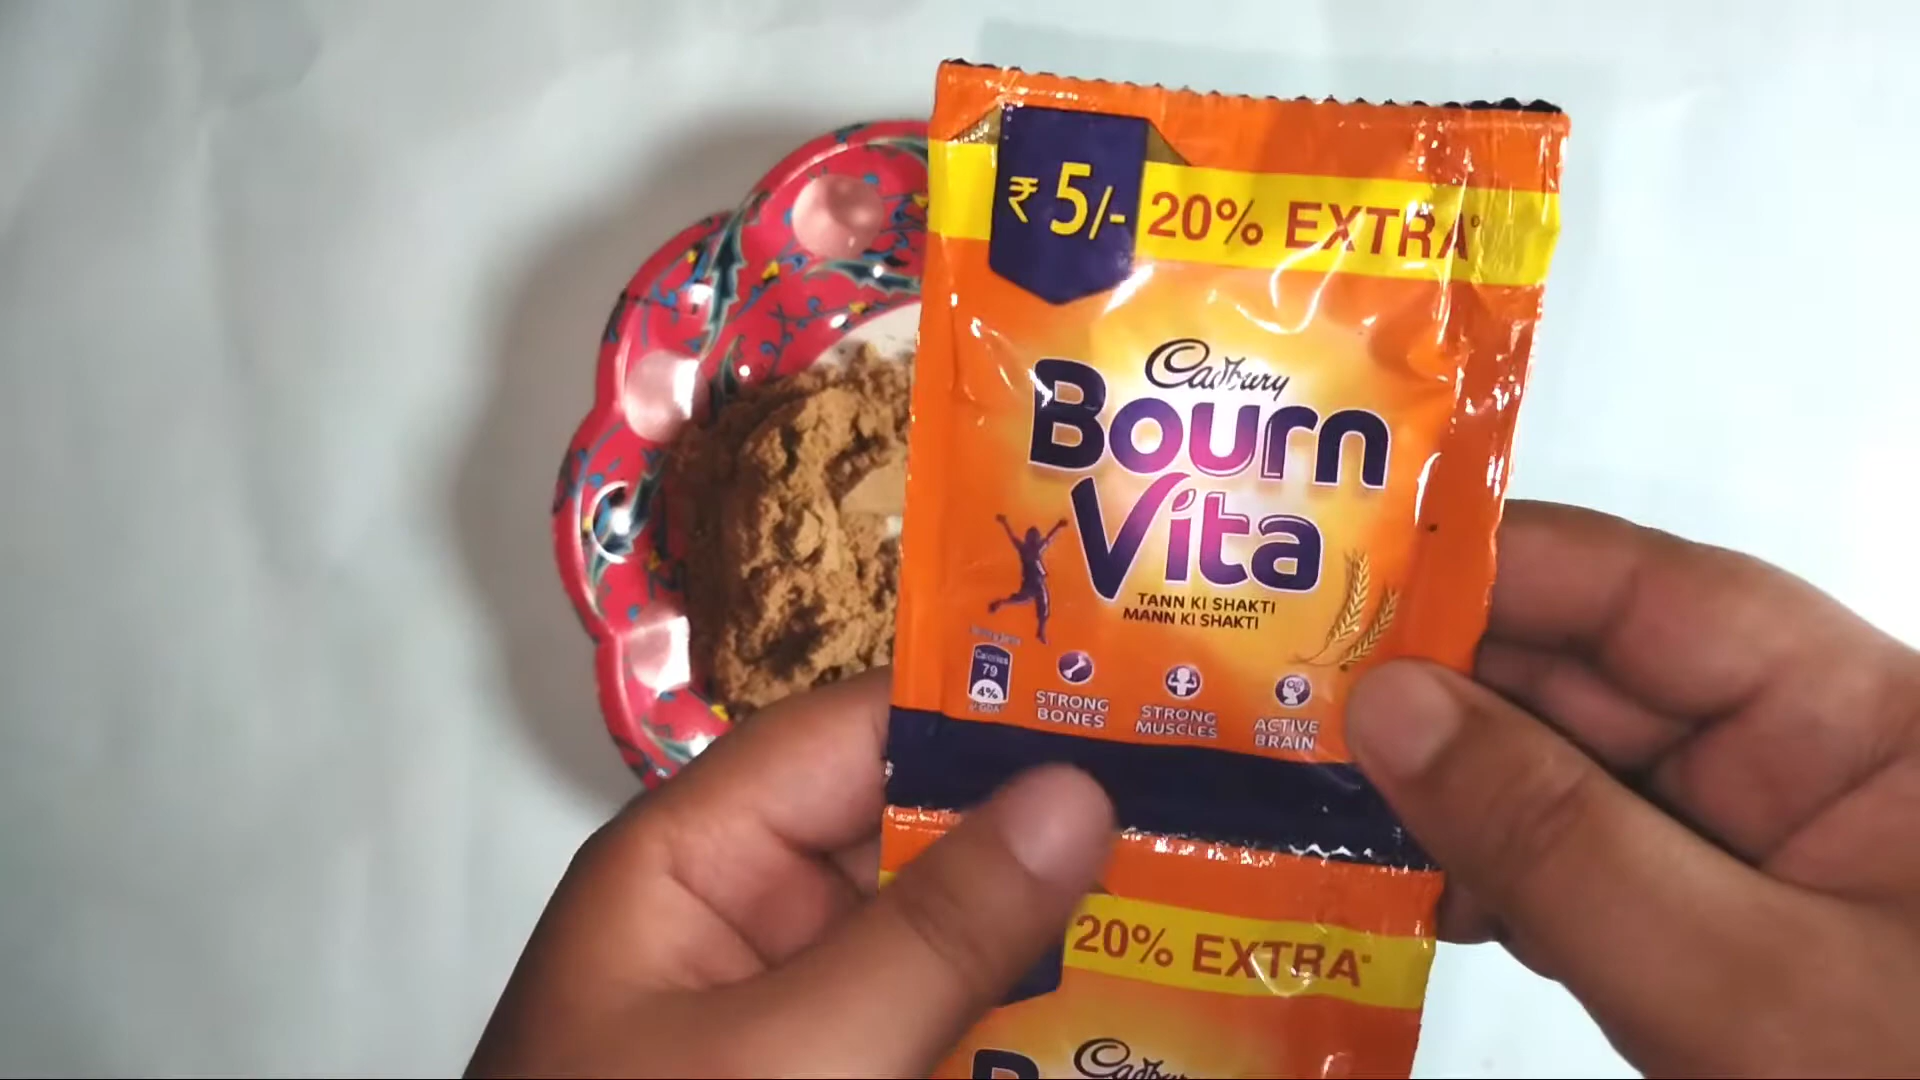 ₹ 5/- 20% EXTRA
Cadbury
Bourn
Vita
TANN KI SHAKTI
MANN KI SHAKTI
Calories
79
4%
STRONG
BONES
STRONG
MUSCLES
ACTIVE
BRAIN
20% EXTRA
Cadbury